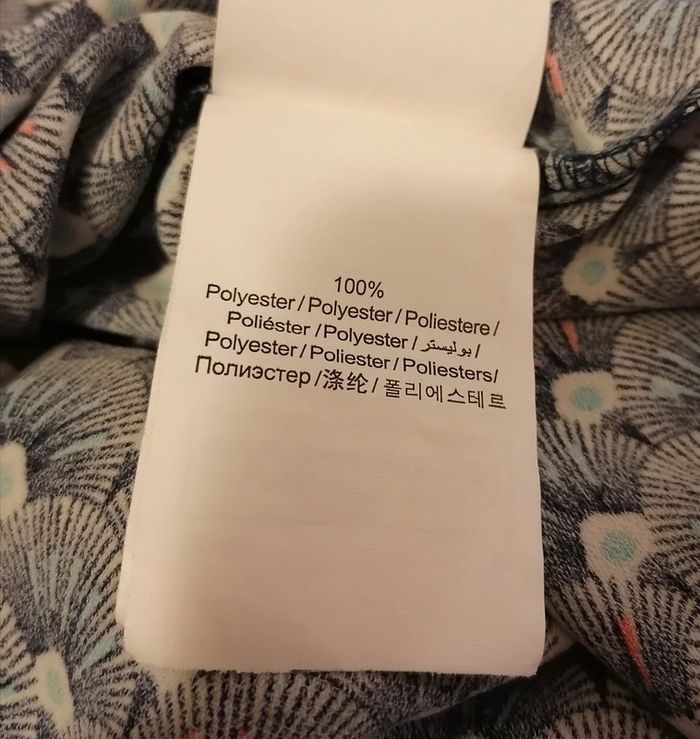 100%
Polyester / Polyester / Poliestere /
Poliéster / Polyester / بوليستر /
Polyester / Poliester / Poliesters/
Полиэстер /涤纶 / 폴리에스테르